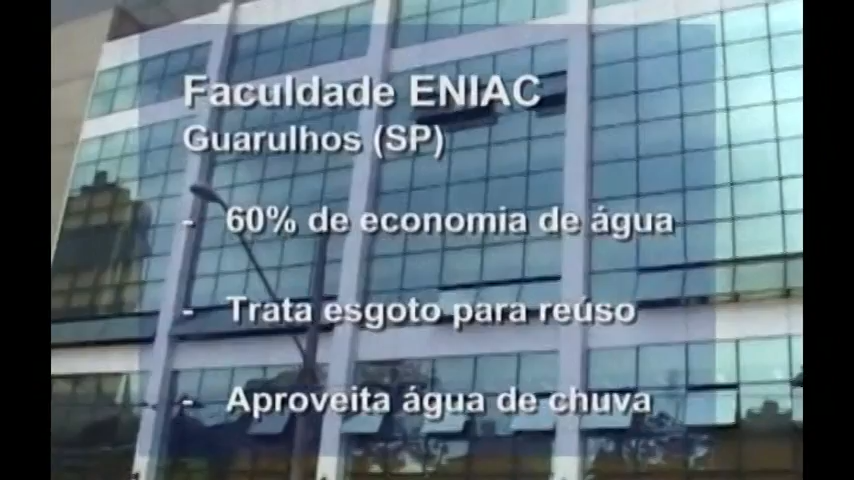 Faculdade ENIAC
Guarulhos (SP)
- 60% de economia de água
- Trata esgoto para reúso
- Aproveita água de chuva